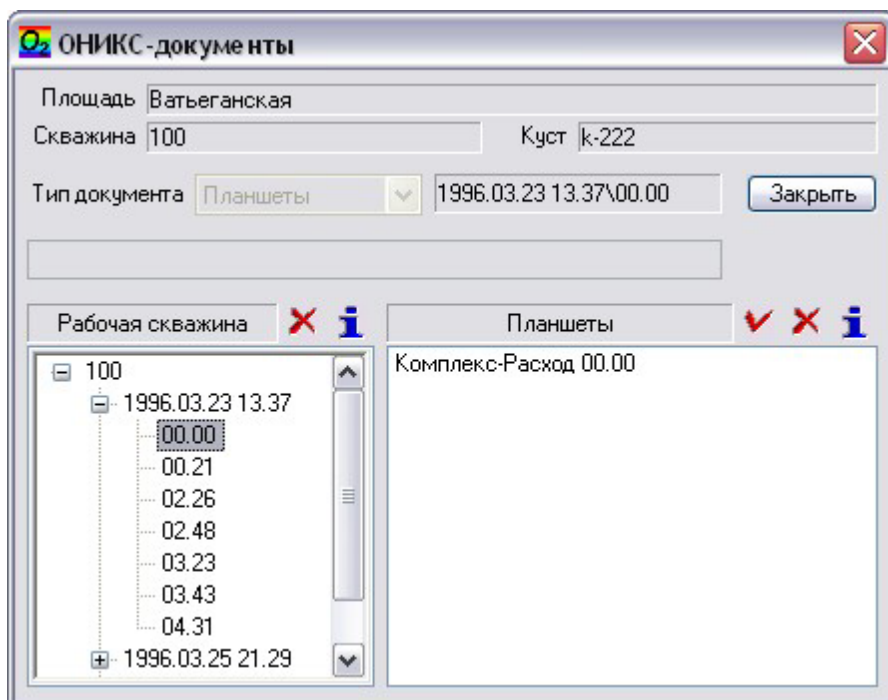 O₂ ОНИКС-документы
Площадь Ватьеганская
Скважина 100 Куст k-222
Тип документа Планшеты 1996.03.23 13.37\00.00 Закрыть
Рабочая скважина Планшеты
100
1996.03.23 13.37
00.00
00.21
02.26
02.48
03.23
03.43
04.31
1996.03.25 21.29
Комплекс-Расход 00.00